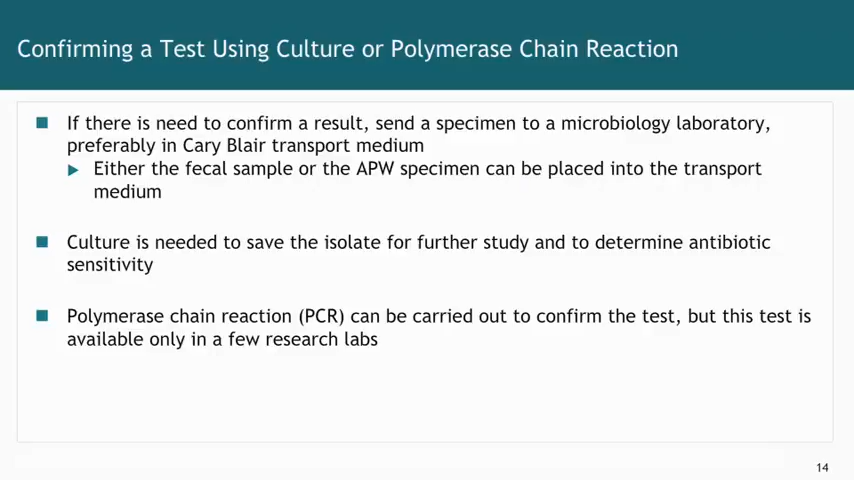 Confirming a Test Using Culture or Polymerase Chain Reaction
If there is need to confirm a result, send a specimen to a microbiology laboratory,
preferably in Cary Blair transport medium
Either the fecal sample or the APW specimen can be placed into the transport
medium
Culture is needed to save the isolate for further study and to determine antibiotic
sensitivity
Polymerase chain reaction (PCR) can be carried out to confirm the test, but this test is
available only in a few research labs
14